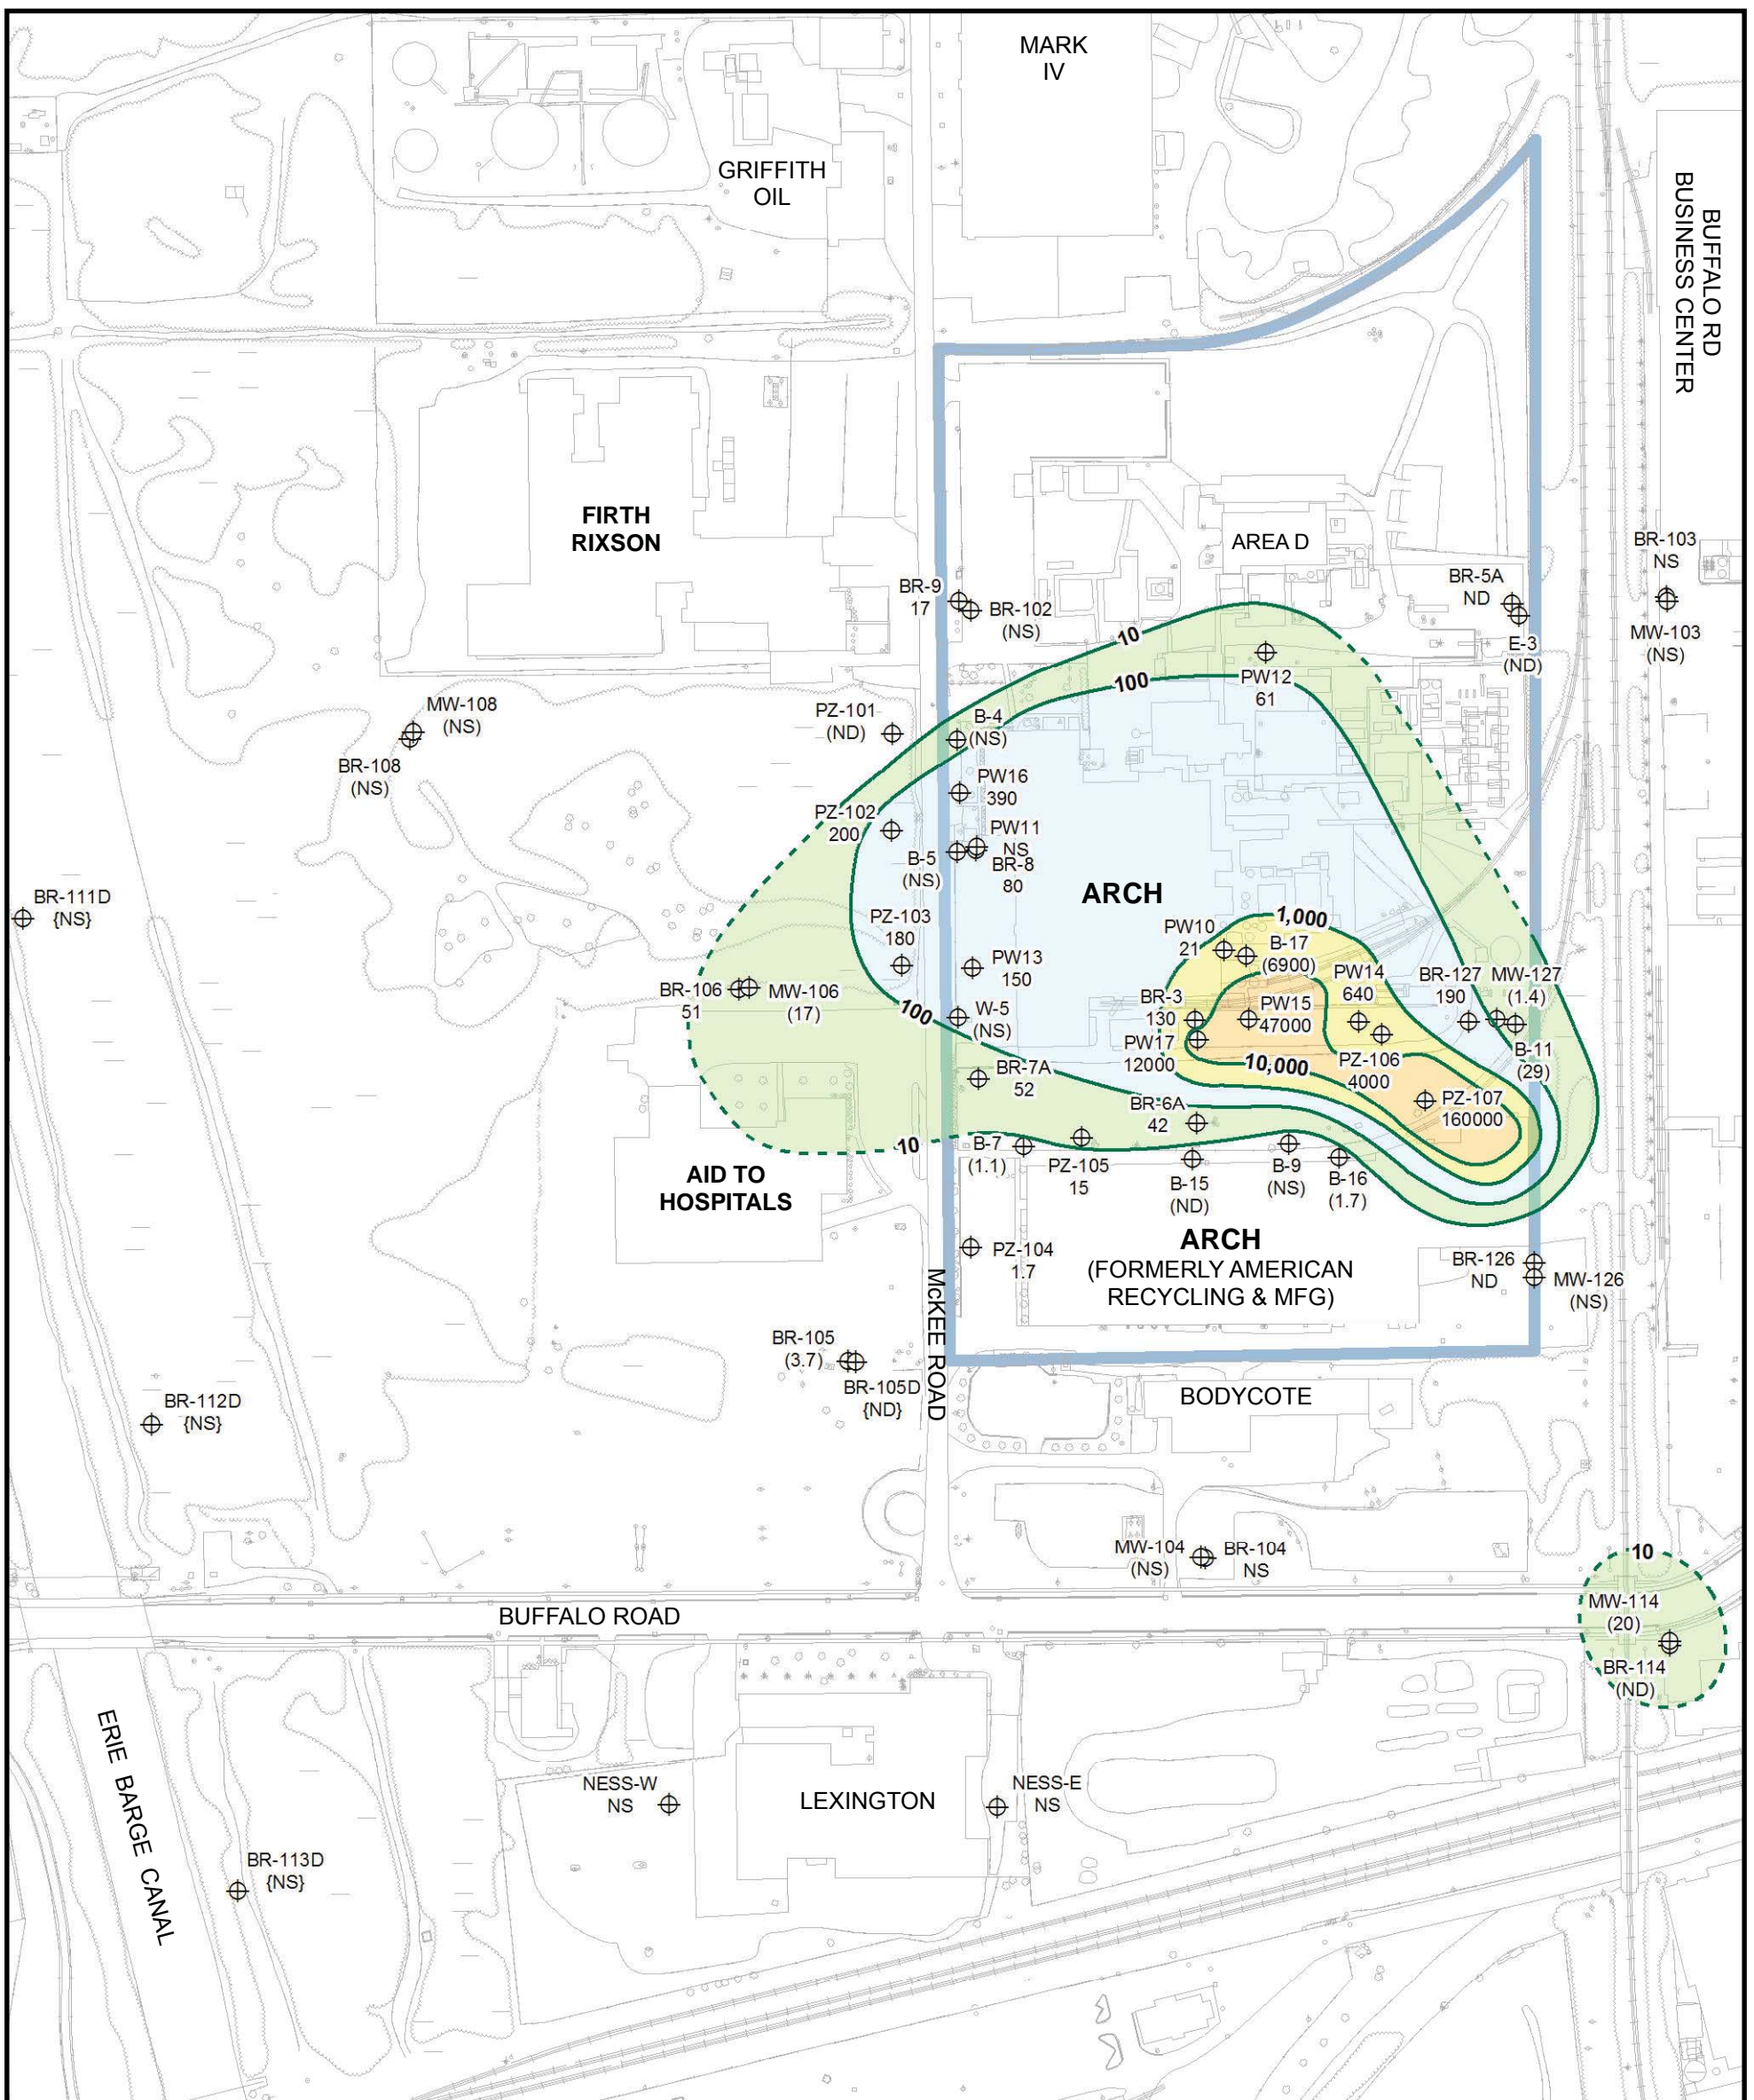 MARK
IV
GRIFFITH
OIL
BUFFALO RD
BUSINESS CENTER
FIRTH
RIXSON
AREA D
BR-103
NS
MW-103
(NS)
BR-5A
ND
E-3
(ND)
BR-9
17
BR-102
(NS)
10
100
PW12
61
MW-108
(NS)
BR-108
(NS)
PZ-101
(ND)
B-4
(NS)
PW16
390
PZ-102
200
PW11
NS
B-5
(NS)
BR-8
80
ARCH
BR-111D
{NS}
PZ-103
180
1,000
PW10
21
B-17
(6900)
PW13
150
PW14
640
BR-127
190
MW-127
(1.4)
BR-106
51
MW-106
(17)
100
W-5
(NS)
BR-3
130
PW15
47000
PW17
12000
10,000
PZ-106
4000
B-11
(29)
BR-7A
52
BR-6A
42
PZ-107
160000
10
B-7
(1.1)
PZ-105
15
B-15
(ND)
B-9
(NS)
B-16
(1.7)
AID TO
HOSPITALS
PZ-104
1.7
ARCH
(FORMERLY AMERICAN
RECYCLING & MFG)
BR-126
ND
MW-126
(NS)
McKEE ROAD
BR-105
(3.7)
BR-105D
{ND}
BODYCOTE
BR-112D
{NS}
MW-104
(NS)
BR-104
NS
10
MW-114
(20)
BR-114
(ND)
BUFFALO ROAD
ERIE BARGE CANAL
NESS-W
NS
LEXINGTON
NESS-E
NS
BR-113D
{NS}